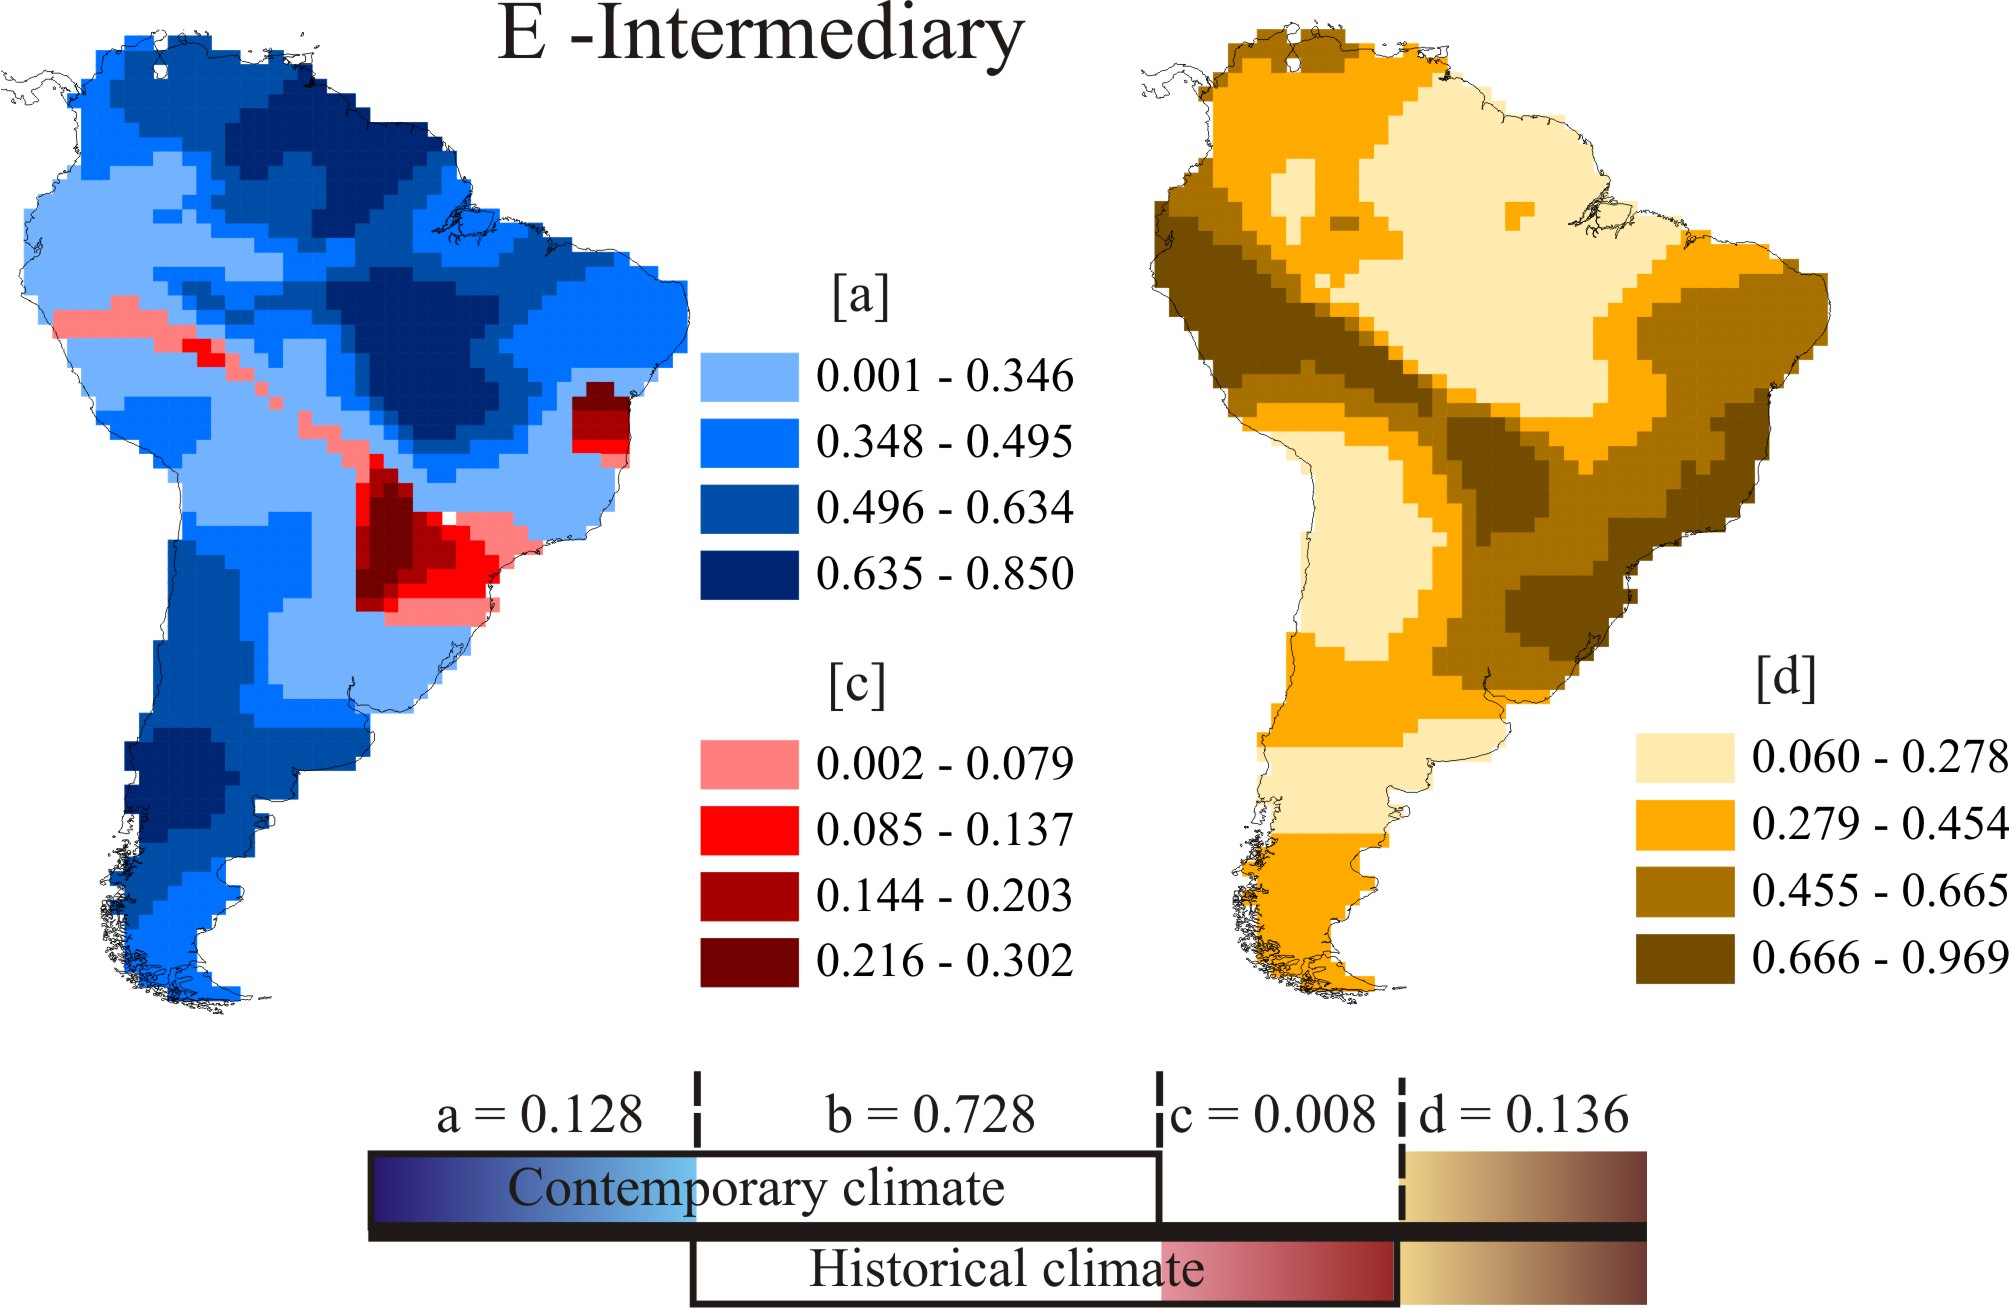 E -Intermediary
[a]
0.001 - 0.346
0.348 - 0.495
0.496 - 0.634
0.635 - 0.850
[c]
0.002 - 0.079
0.085 - 0.137
0.144 - 0.203
0.216 - 0.302
[d]
0.060 - 0.278
0.279 - 0.454
0.455 - 0.665
0.666 - 0.969
a = 0.128 b = 0.728 c = 0.008 d = 0.136
Contemporary climate
Historical climate